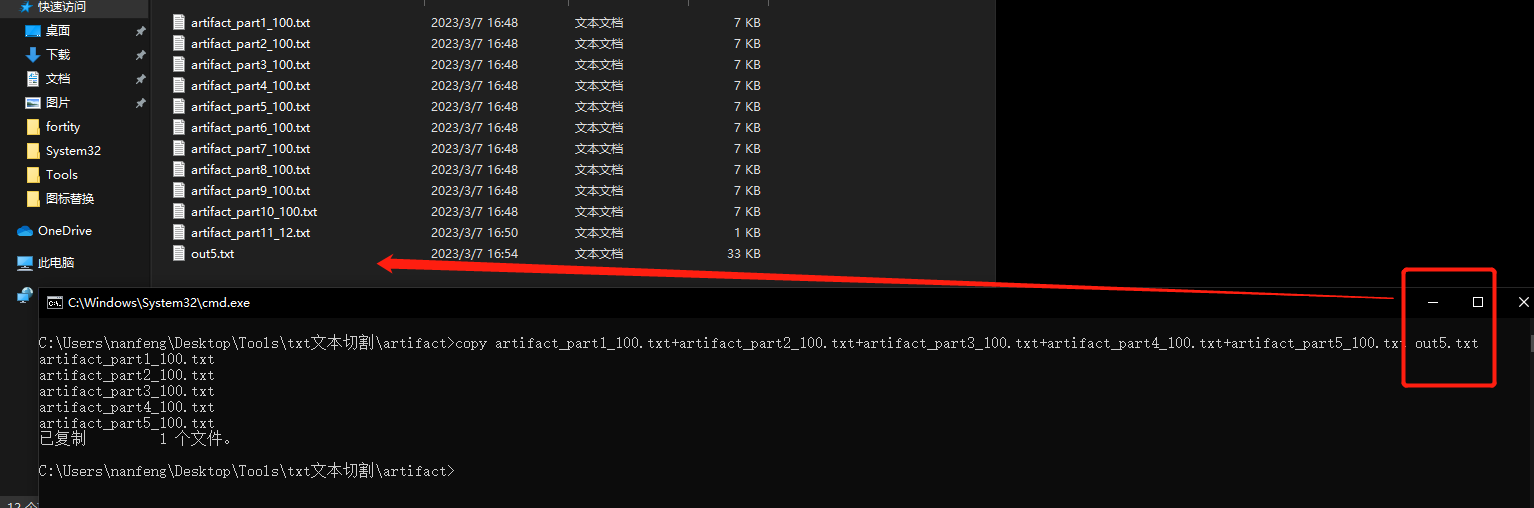 快速访问
桌面
下载
文档
图片
fortity
System32
Tools
图标替换
OneDrive
此电脑
artifact_part1_100.txt 2023/3/7 16:48 文本文档 7 KB
artifact_part2_100.txt 2023/3/7 16:48 文本文档 7 KB
artifact_part3_100.txt 2023/3/7 16:48 文本文档 7 KB
artifact_part4_100.txt 2023/3/7 16:48 文本文档 7 KB
artifact_part5_100.txt 2023/3/7 16:48 文本文档 7 KB
artifact_part6_100.txt 2023/3/7 16:48 文本文档 7 KB
artifact_part7_100.txt 2023/3/7 16:48 文本文档 7 KB
artifact_part8_100.txt 2023/3/7 16:48 文本文档 7 KB
artifact_part9_100.txt 2023/3/7 16:48 文本文档 7 KB
artifact_part10_100.txt 2023/3/7 16:48 文本文档 7 KB
artifact_part11_12.txt 2023/3/7 16:50 文本文档 1 KB
out5.txt 2023/3/7 16:54 文本文档 33 KB
C:\Windows\System32\cmd.exe
C:\Users\nanfeng\Desktop\Tools\txt文本切割\artifact>copy artifact_part1_100.txt+artifact_part2_100.txt+artifact_part3_100.txt+artifact_part4_100.txt+artifact_part5_100.txt out5.txt
artifact_part1_100.txt
artifact_part2_100.txt
artifact_part3_100.txt
artifact_part4_100.txt
artifact_part5_100.txt
已复制 1 个文件。
C:\Users\nanfeng\Desktop\Tools\txt文本切割\artifact>